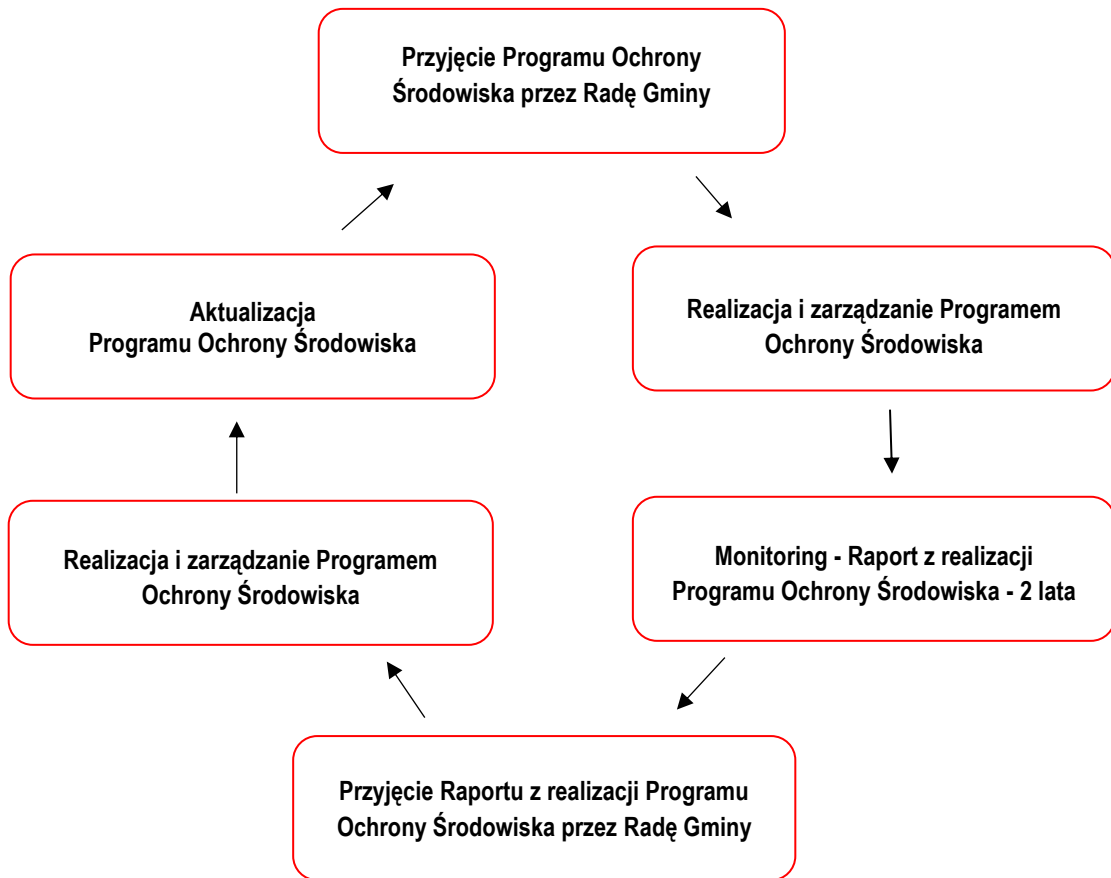 Przyjęcie Programu Ochrony
Środowiska przez Radę Gminy
Aktualizacja
Programu Ochrony Środowiska
Realizacja i zarządzanie Programem
Ochrony Środowiska
Realizacja i zarządzanie Programem
Ochrony Środowiska
Monitoring - Raport z realizacji
Programu Ochrony Środowiska - 2 lata
Przyjęcie Raportu z realizacji Programu
Ochrony Środowiska przez Radę Gminy